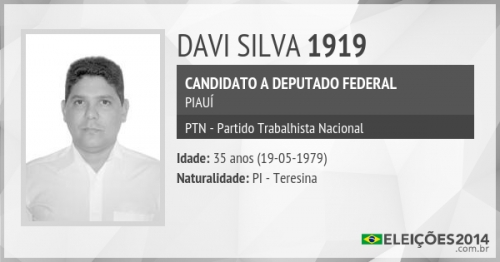 DAVI SILVA 1919
CANDIDATO A DEPUTADO FEDERAL
PIAUÍ
PTN - Partido Trabalhista Nacional
Idade: 35 anos (19-05-1979)
Naturalidade: PI - Teresina
ELEIÇÕES2014
.com.br